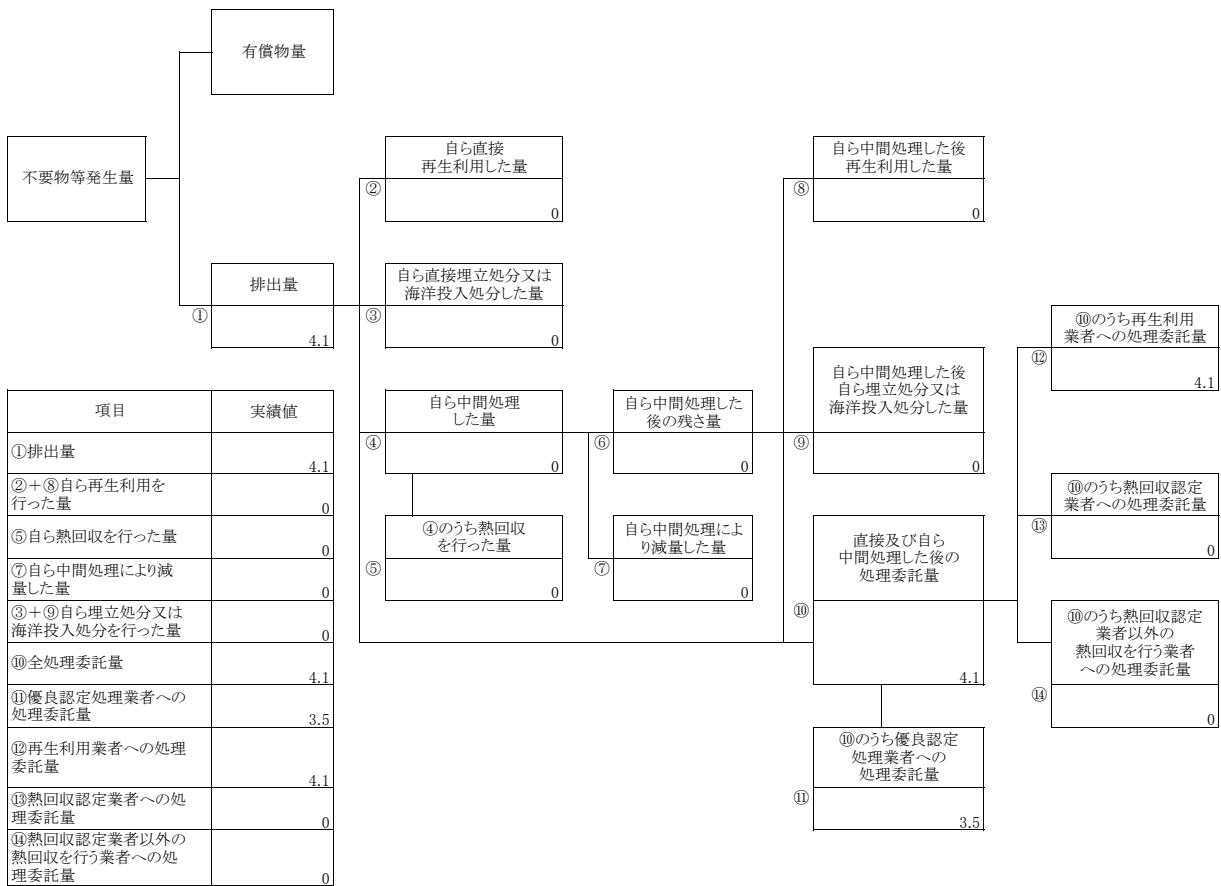 有償物量
不要物等発生量
自ら直接
再生利用した量
②
0
自ら中間処理した後
再生利用した量
⑧
0
排出量
①
4.1
自ら直接埋立処分又は
海洋投入処分した量
③
0
⑩のうち再生利用
業者への処理委託量
⑫
4.1
自ら中間処理
した量
④
0
自ら中間処理した
後の残さ量
⑥
0
自ら中間処理した後
自ら埋立処分又は
海洋投入処分した量
⑨
0
⑩のうち熱回収認定
業者への処理委託量
⑬
0
④のうち熱回収
を行った量
⑤
0
自ら中間処理によ
り減量した量
⑦
0
直接及び自ら
中間処理した後の
処理委託量
⑩
4.1
⑩のうち熱回収認定
業者以外の
熱回収を行う業者
への処理委託量
⑭
0
⑩のうち優良認定
処理業者への
処理委託量
⑪
3.5
項目 実績値
①排出量
4.1
②+⑧自ら再生利用を
行った量
0
⑤自ら熱回収を行った量
0
⑦自ら中間処理により減
量した量
0
③+⑨自ら埋立処分又は
海洋投入処分を行った量
0
⑩全処理委託量
4.1
⑪優良認定処理業者への
処理委託量
3.5
⑫再生利用業者への処理
委託量
4.1
⑬熱回収認定業者への処
理委託量
0
⑭熱回収認定業者以外の
熱回収を行う業者への処
理委託量
0